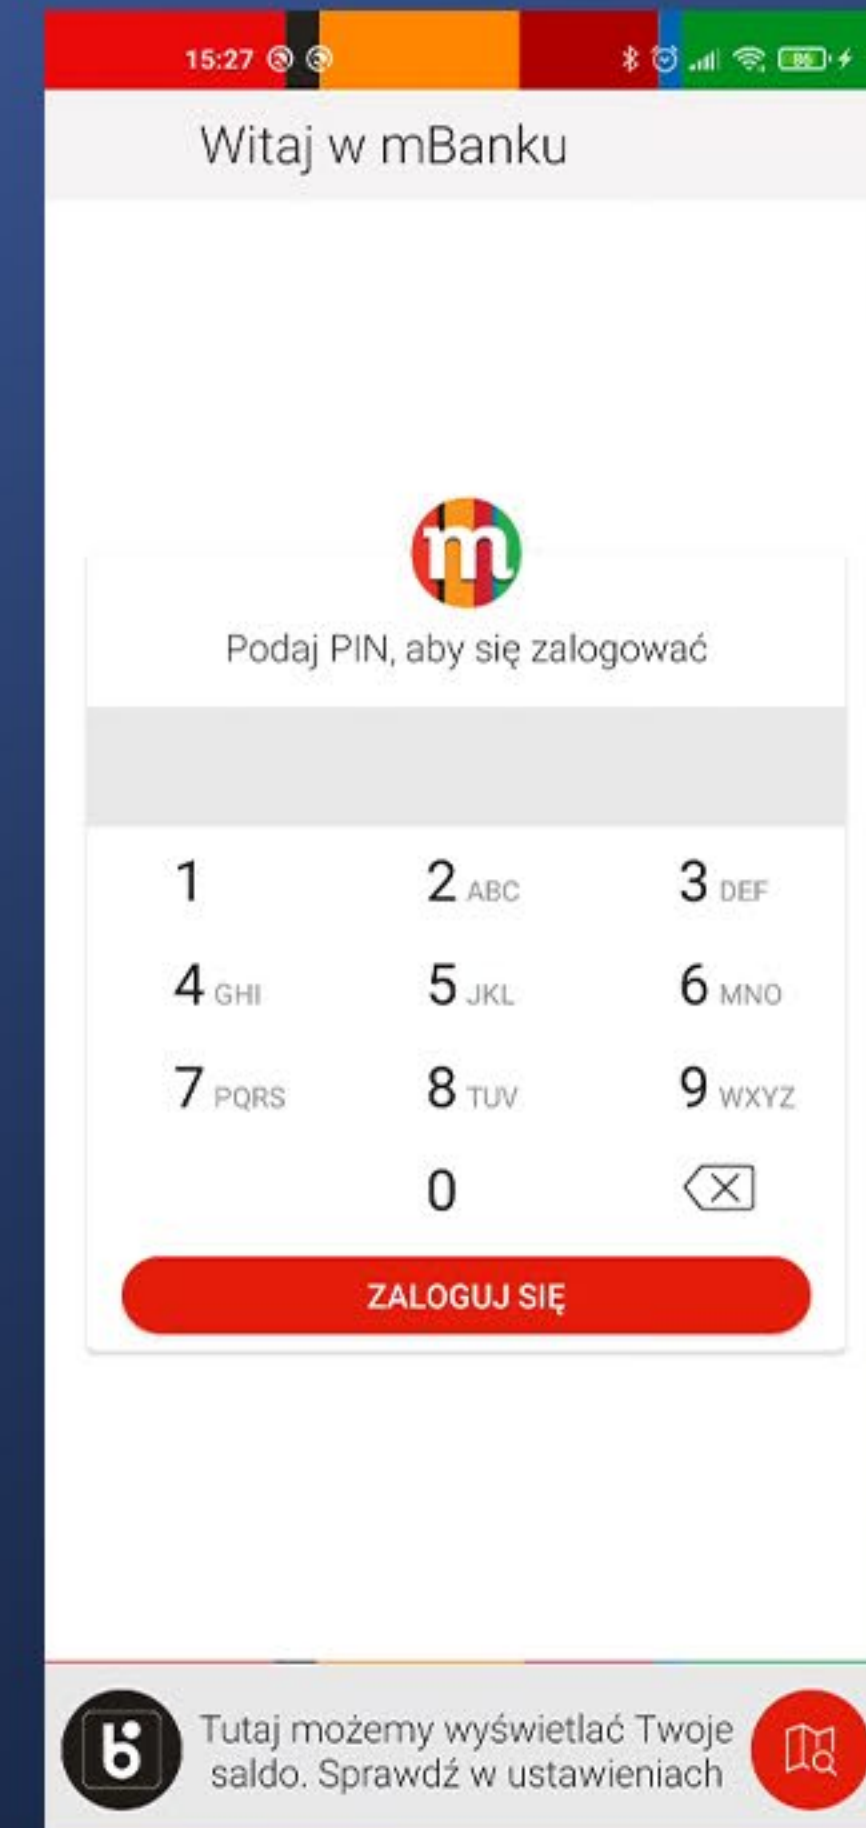 15:27
86
Witaj w mBanku
m
Podaj PIN, aby się zalogować
1
2 ABC
3 DEF
4 GHI
5 JKL
6 MNO
7 PQRS
8 TUV
9 WXYZ
0
ZALOGUJ SIĘ
Tutaj możemy wyświetlać Twoje
saldo. Sprawdź w ustawieniach